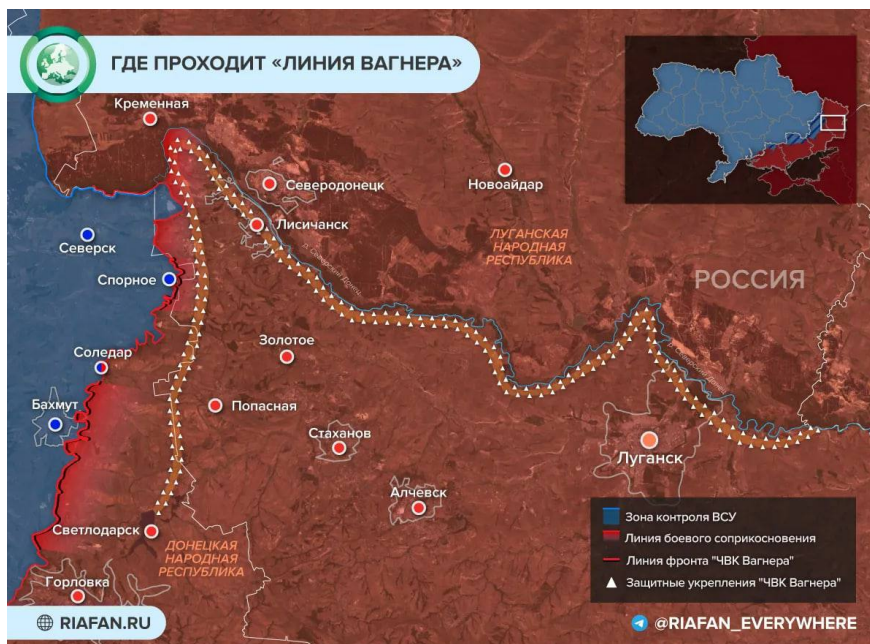 ГДЕ ПРОХОДИТ «ЛИНИЯ ВАГНЕРА»
Кременная
Северодонецк
Новоайдар
Лисичанск
Северск
ЛУГАНСКАЯ
НАРОДНАЯ
РЕСПУБЛИКА
р. Северский Донец
Спорное
РОССИЯ
Соледар
Золотое
Бахмут
Попасная
Стаханов
Луганск
Алчевск
Светлодарск
ДОНЕЦКАЯ
НАРОДНАЯ
РЕСПУБЛИКА
Горловка
Зона контроля ВСУ
Линия боевого соприкосновения
Линия фронта "ЧВК Вагнера"
Защитные укрепления "ЧВК Вагнера"
RIAFAN.RU
@RIAFAN_EVERYWHERE